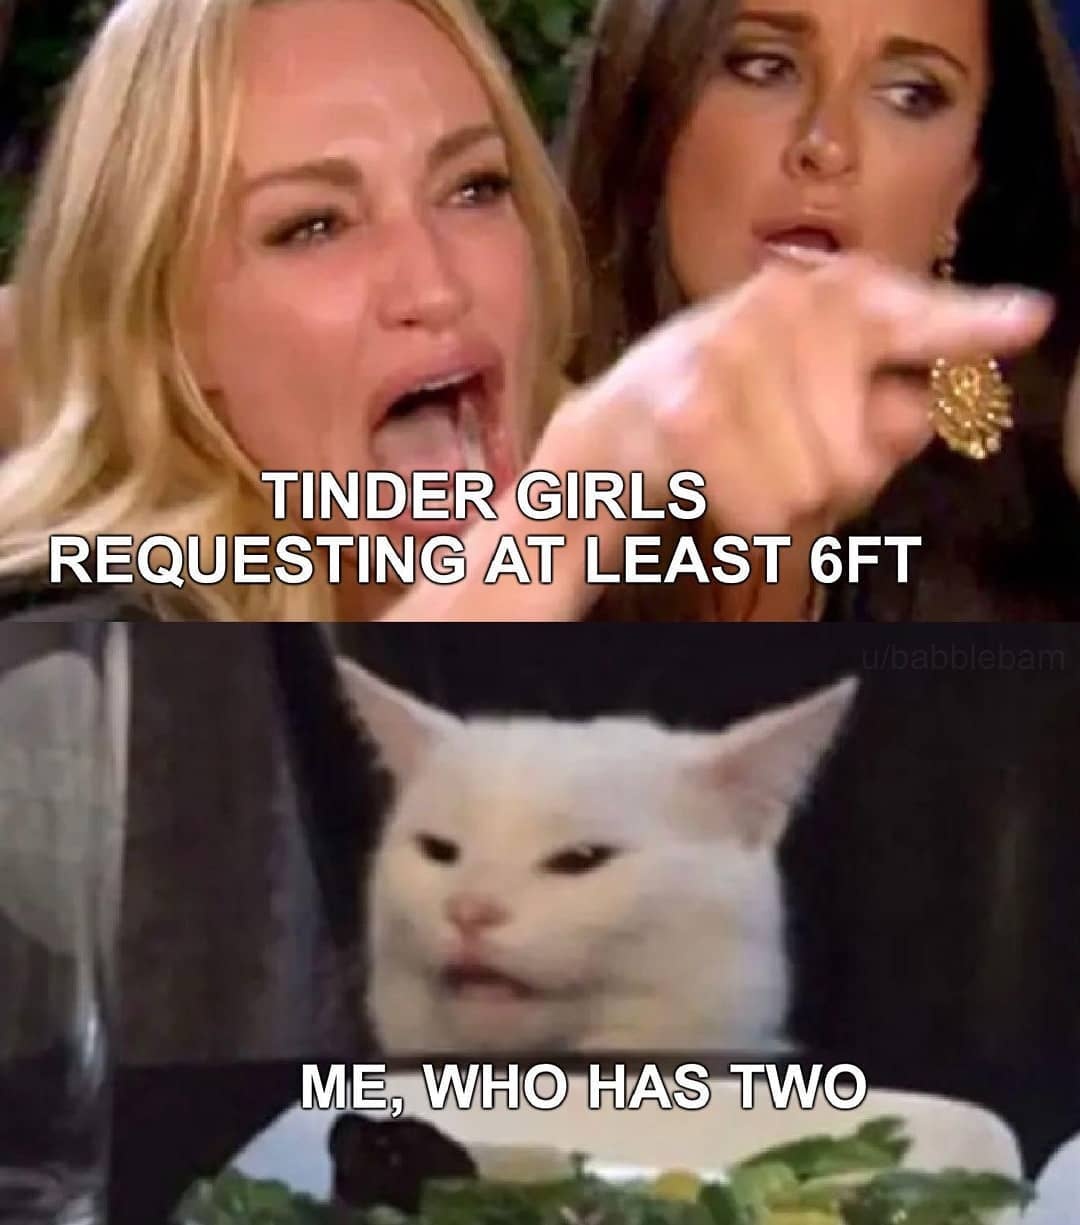 TINDER GIRLS
REQUESTING AT LEAST 6FT
u/babblebam
ME, WHO HAS TWO